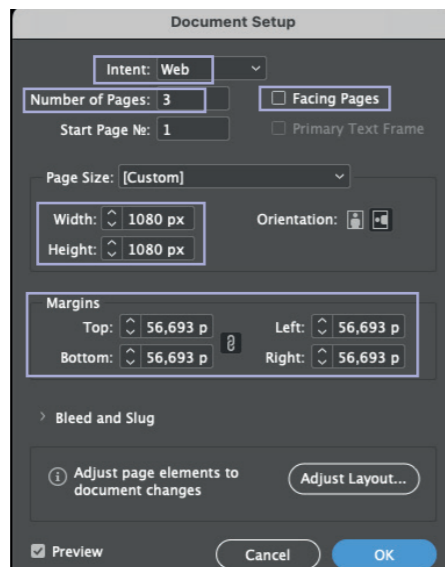 Document Setup
Intent: Web
Number of Pages: 3
Facing Pages
Start Page №: 1
Primary Text Frame
Page Size: [Custom]
Width: 1080 px
Orientation:
Height: 1080 px
Margins
Top: 56,693 p
Left: 56,693 p
Bottom: 56,693 p
Right: 56,693 p
Bleed and Slug
Adjust page elements to
document changes
Adjust Layout...
Preview
Cancel
OK